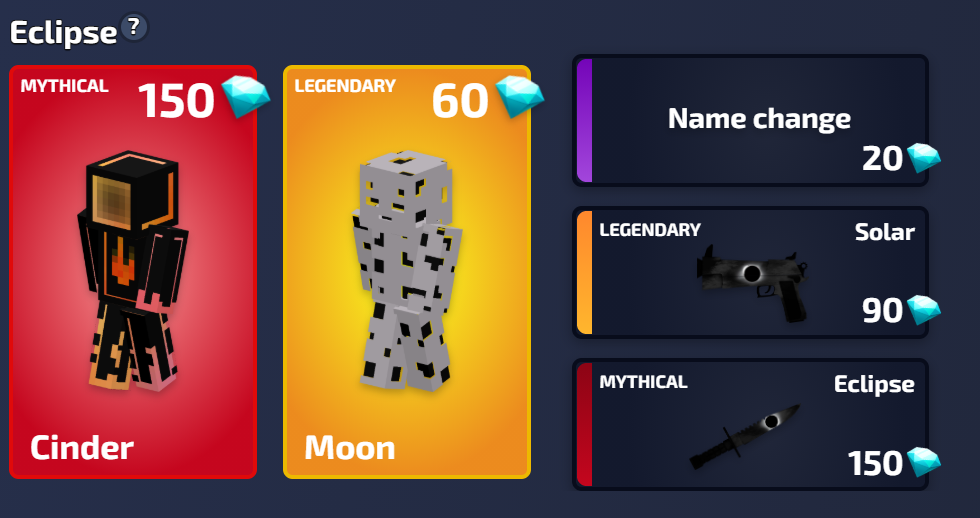 Eclipse ?
MYTHICAL 150
Cinder
LEGENDARY 60
Moon
Name change
20
LEGENDARY Solar
90
MYTHICAL Eclipse
150